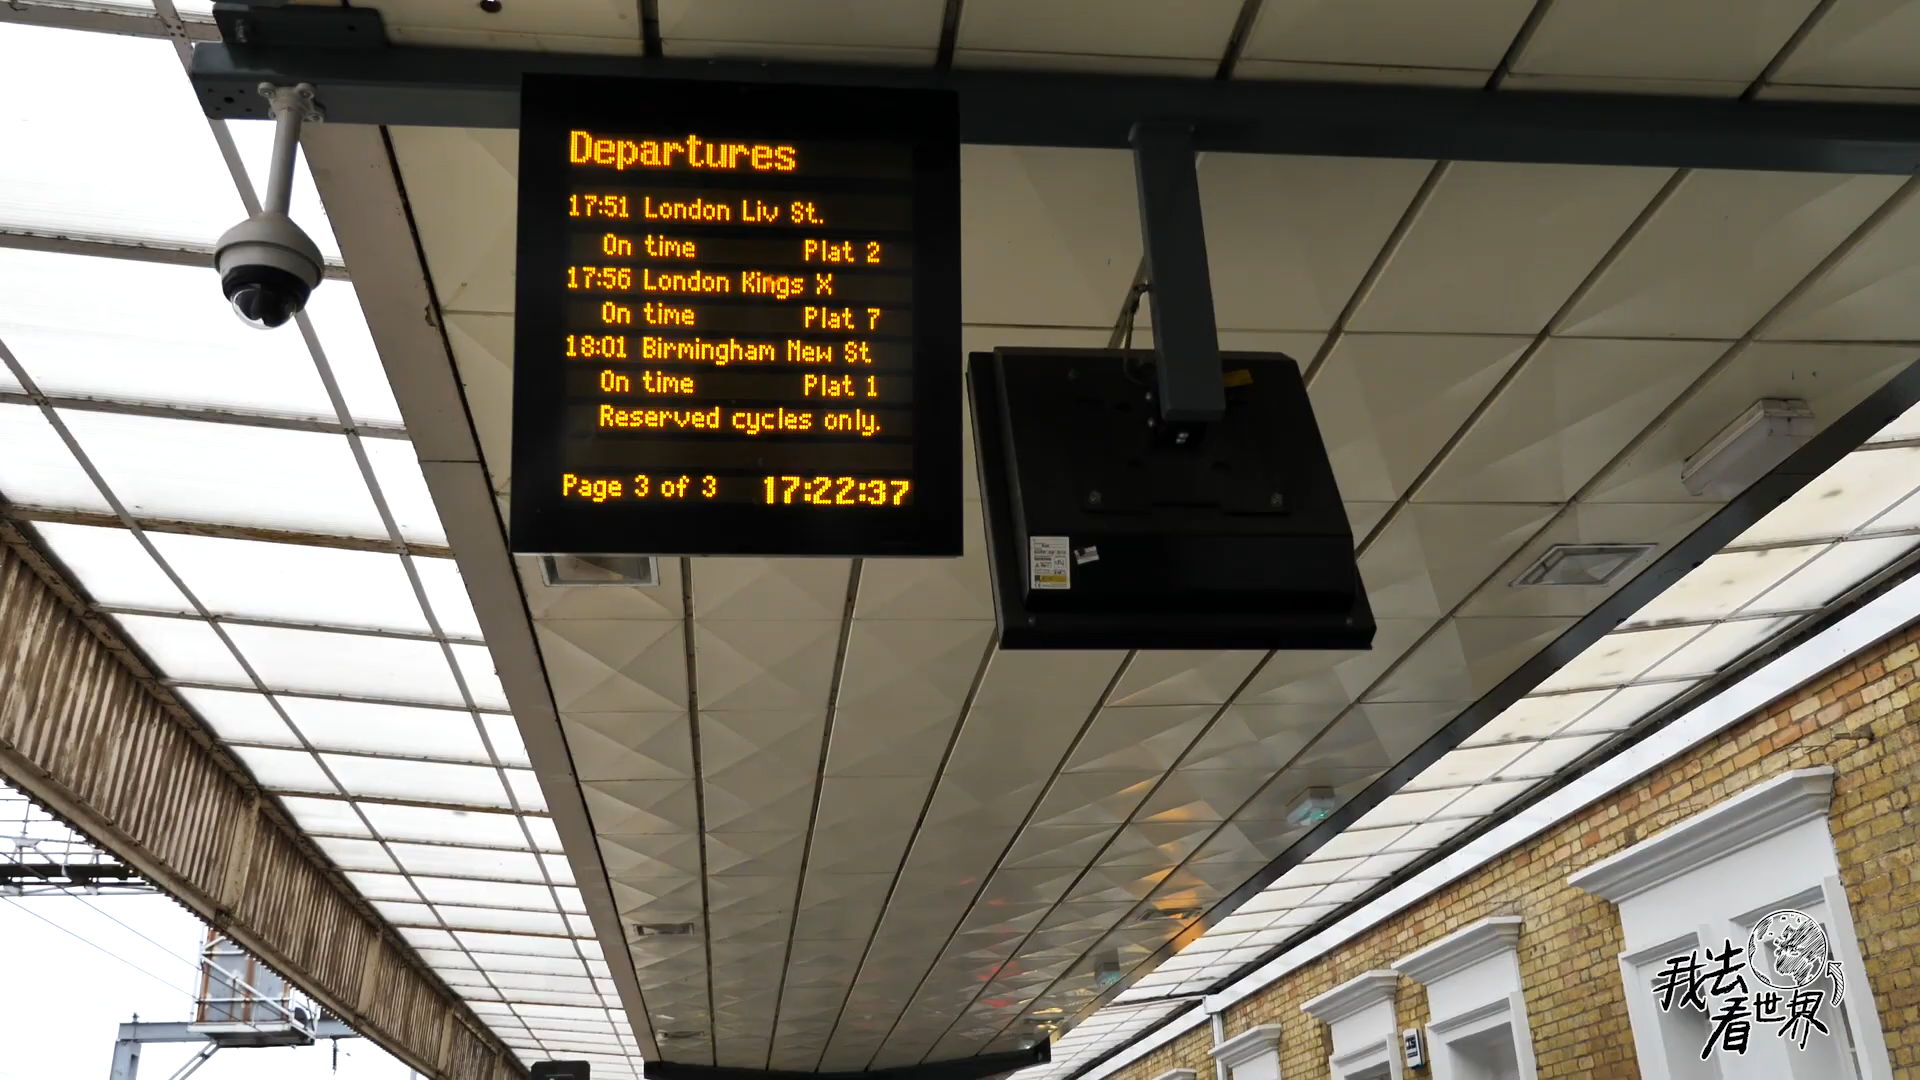 Departures
17:51 London Liv St.
On time Plat 2
17:56 London Kings X
On time Plat 7
18:01 Birmingham New St
On time Plat 1
Reserved cycles only.
Page 3 of 3 17:22:37
我去
看世界